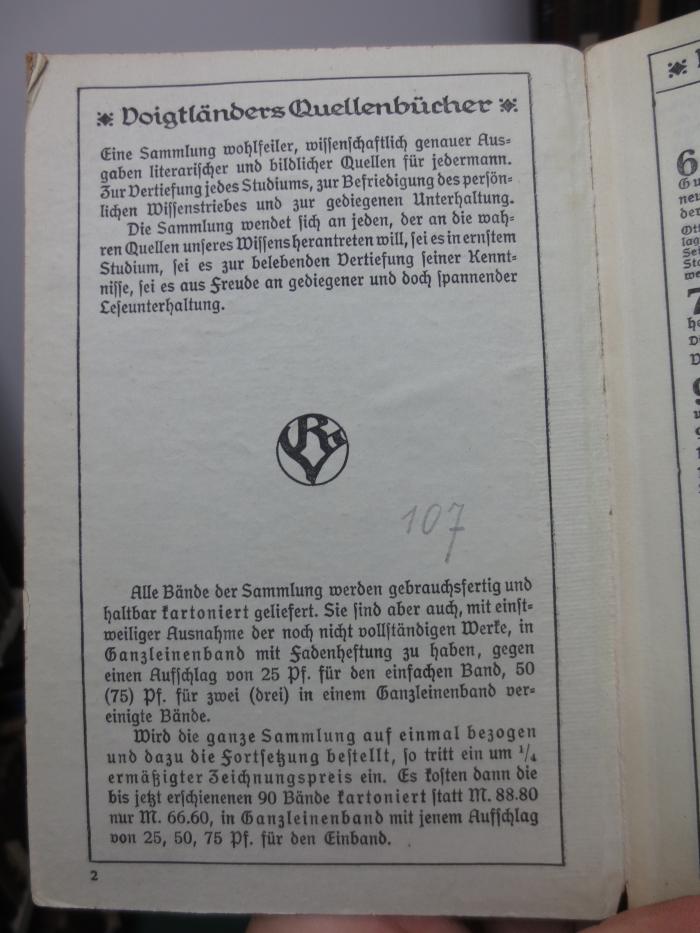 Voigtländers Quellenbücher
Eine Sammlung wohlfeiler, wissenschaftlich genauer Aus-
gaben literarischer und bildlicher Quellen für jedermann.
Zur Vertiefung jedes Studiums, zur Befriedigung des persön-
lichen Wissenstriebes und zur gediegenen Unterhaltung.
Die Sammlung wendet sich an jeden, der an die wah-
ren Quellen unseres Wissens herantreten will, sei es in ernstem
Studium, sei es zur belebenden Vertiefung seiner Kennt-
nisse, sei es aus Freude an gediegener und doch spannender
Leseunterhaltung.
RV
107
Alle Bände der Sammlung werden gebrauchsfertig und
haltbar kartoniert geliefert. Sie sind aber auch, mit einst-
weiliger Ausnahme der noch nicht vollständigen Werke, in
Ganzleinenband mit Fadenheftung zu haben, gegen
einen Aufschlag von 25 Pf. für den einfachen Band, 50
(75) Pf. für zwei (drei) in einem Ganzleinenband ver-
einigte Bände.
Wird die ganze Sammlung auf einmal bezogen
und dazu die Fortsetzung bestellt, so tritt ein um 1/4
ermäßigter Zeichnungspreis ein. Es kosten dann die
bis jetzt erschienenen 90 Bände kartoniert statt M. 88.80
nur M. 66.60, in Ganzleinenband mit jenem Aufschlag
von 25, 50, 75 Pf. für den Einband.
2